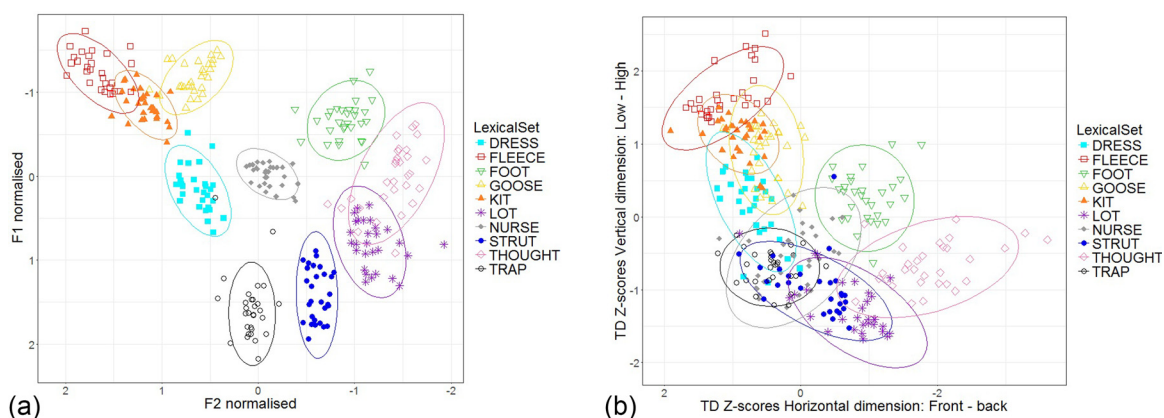 -1
0
1
2
2
1
0
-1
-2
F1 normalised
F2 normalised
LexicalSet
DRESS
FLEECE
FOOT
GOOSE
KIT
LOT
NURSE
STRUT
THOUGHT
TRAP
(a)
2
1
0
-1
-2
2
0
-2
TD Z-scores Vertical dimension: Low - High
TD Z-scores Horizontal dimension: Front - back
LexicalSet
DRESS
FLEECE
FOOT
GOOSE
KIT
LOT
NURSE
STRUT
THOUGHT
TRAP
(b)